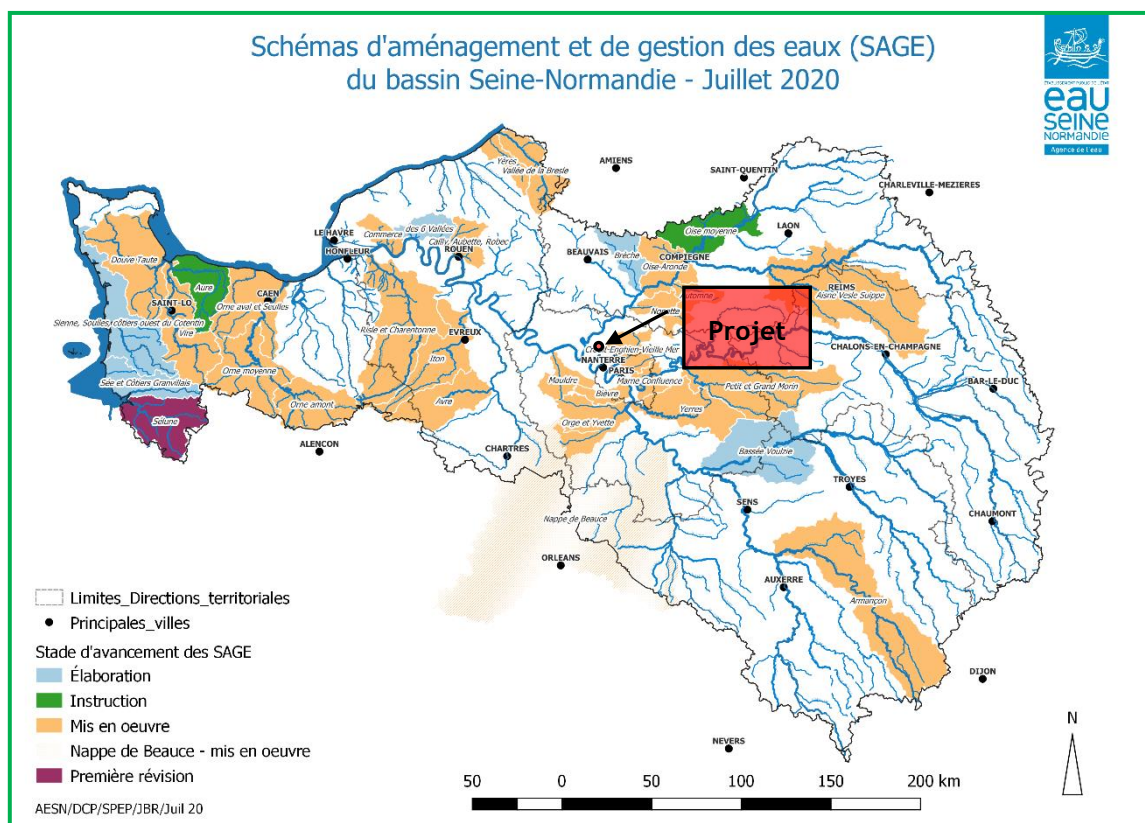 Schémas d'aménagement et de gestion des eaux (SAGE)
du bassin Seine-Normandie - Juillet 2020
eau
SEINE
NORMANDIE
Agence de l'eau
AMIENS
SAINT-QUENTIN
CHARLEVILLE-MEZIERES
Yères
Vallée de la Bresle
LAON
Oise moyenne
LE HAVRE
HONFLEUR
Commerce
des 6 Vallées
Cailly, Aubette, Robec
ROUEN
BEAUVAIS
Brèche
COMPIEGNE
Oise-Aronde
Douve Taute
Aure
SAINT-LO
CAEN
Orne aval et Seulles
REIMS
Aisne Vesle Suippe
Automne
Nonette
Projet
Sienne, Soulles, côtiers ouest du Cotentin
Vire
Risle et Charentonne
EVREUX
Iton
NANTERRE
PARIS
CHALONS-EN-CHAMPAGNE
Sée et Côtiers Granvillais
Orne moyenne
Mauldre
Bièvre
Marne Confluence
Petit et Grand Morin
BAR-LE-DUC
Orne amont
Avre
Yerres
Sélune
Orge et Yvette
ALENÇON
CHARTRES
Bassée Voulzie
TROYES
SENS
CHAUMONT
Nappe de Beauce
ORLEANS
AUXERRE
Armançon
DIJON
NEVERS
Limites_Directions_territoriales
Principales_villes
Stade d'avancement des SAGE
Élaboration
Instruction
Mis en oeuvre
Nappe de Beauce - mis en oeuvre
Première révision
AESN/DCP/SPEP/JBR/Juil 20
50 0 50 100 150 200 km
N